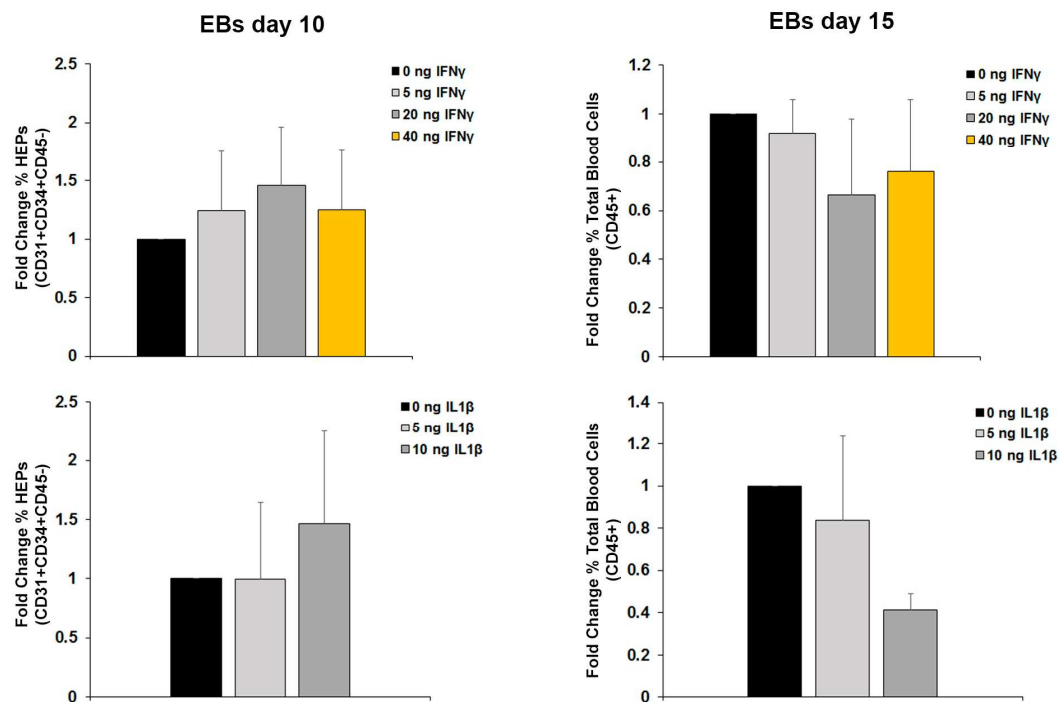 EBs day 10
EBs day 15
Fold Change % HEPs
(CD31+CD34+CD45-)
2.5
2
1.5
1
0.5
0
0 ng IFNγ
5 ng IFNγ
20 ng IFNγ
40 ng IFNγ
Fold Change % Total Blood Cells
(CD45+)
1.2
1
0.8
0.6
0.4
0.2
0
0 ng IFNγ
5 ng IFNγ
20 ng IFNγ
40 ng IFNγ
Fold Change % HEPs
(CD31+CD34+CD45-)
2.5
2
1.5
1
0.5
0
0 ng IL1β
5 ng IL1β
10 ng IL1β
Fold Change % Total Blood Cells
(CD45+)
1.4
1.2
1
0.8
0.6
0.4
0.2
0
0 ng IL1β
5 ng IL1β
10 ng IL1β